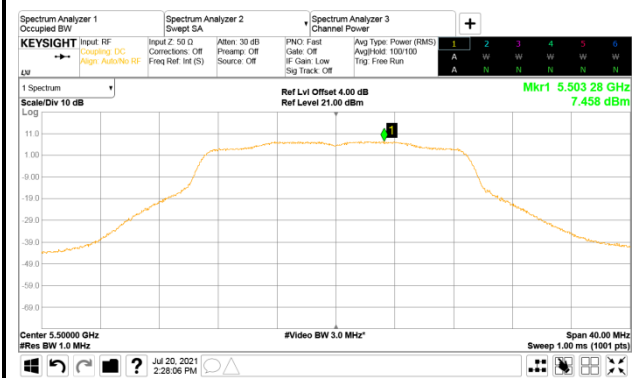 Spectrum Analyzer 1
Occupied BW
Spectrum Analyzer 2
Swept SA
Spectrum Analyzer 3
Channel Power
KEYSIGHT
Input: RF
Coupling: DC
Align: Auto/No RF
Input Z: 50 Ω
Corrections: Off
Freq Ref: Int (S)
Atten: 30 dB
Preamp: Off
Source: Off
PNO: Fast
Gate: Off
IF Gain: Low
Sig Track: Off
Avg Type: Power (RMS)
Avg|Hold: 100/100
Trig: Free Run
1 2 3 4 5 6
A W W W W W
A N N N N N
LXI
1 Spectrum
Scale/Div 10 dB
Ref Lvl Offset 4.00 dB
Ref Level 21.00 dBm
Mkr1 5.503 28 GHz
7.458 dBm
Log
1
11.0
1.00
-9.00
-19.0
-29.0
-39.0
-49.0
-59.0
-69.0
Center 5.50000 GHz
#Res BW 1.0 MHz
#Video BW 3.0 MHz*
Span 40.00 MHz
Sweep 1.00 ms (1001 pts)
Jul 20, 2021
2:28:06 PM